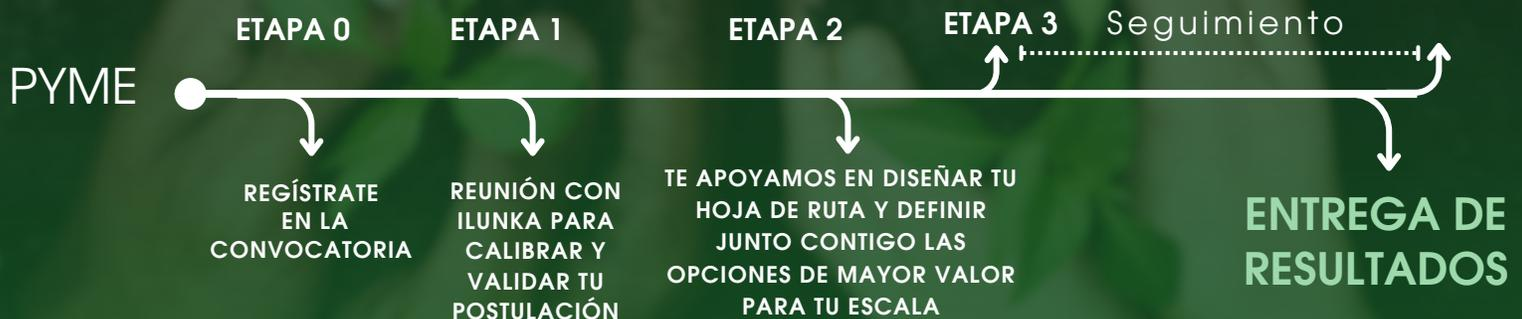 ETAPA 0
ETAPA 1
ETAPA 2
ETAPA 3 Seguimiento
PYME
REGÍSTRATE
EN LA
CONVOCATORIA
REUNIÓN CON
ILUNKA PARA
CALIBRAR Y
VALIDAR TU
POSTULACIÓN
TE APOYAMOS EN DISEÑAR TU
HOJA DE RUTA Y DEFINIR
JUNTO CONTIGO LAS
OPCIONES DE MAYOR VALOR
PARA TU ESCALA
ENTREGA DE
RESULTADOS